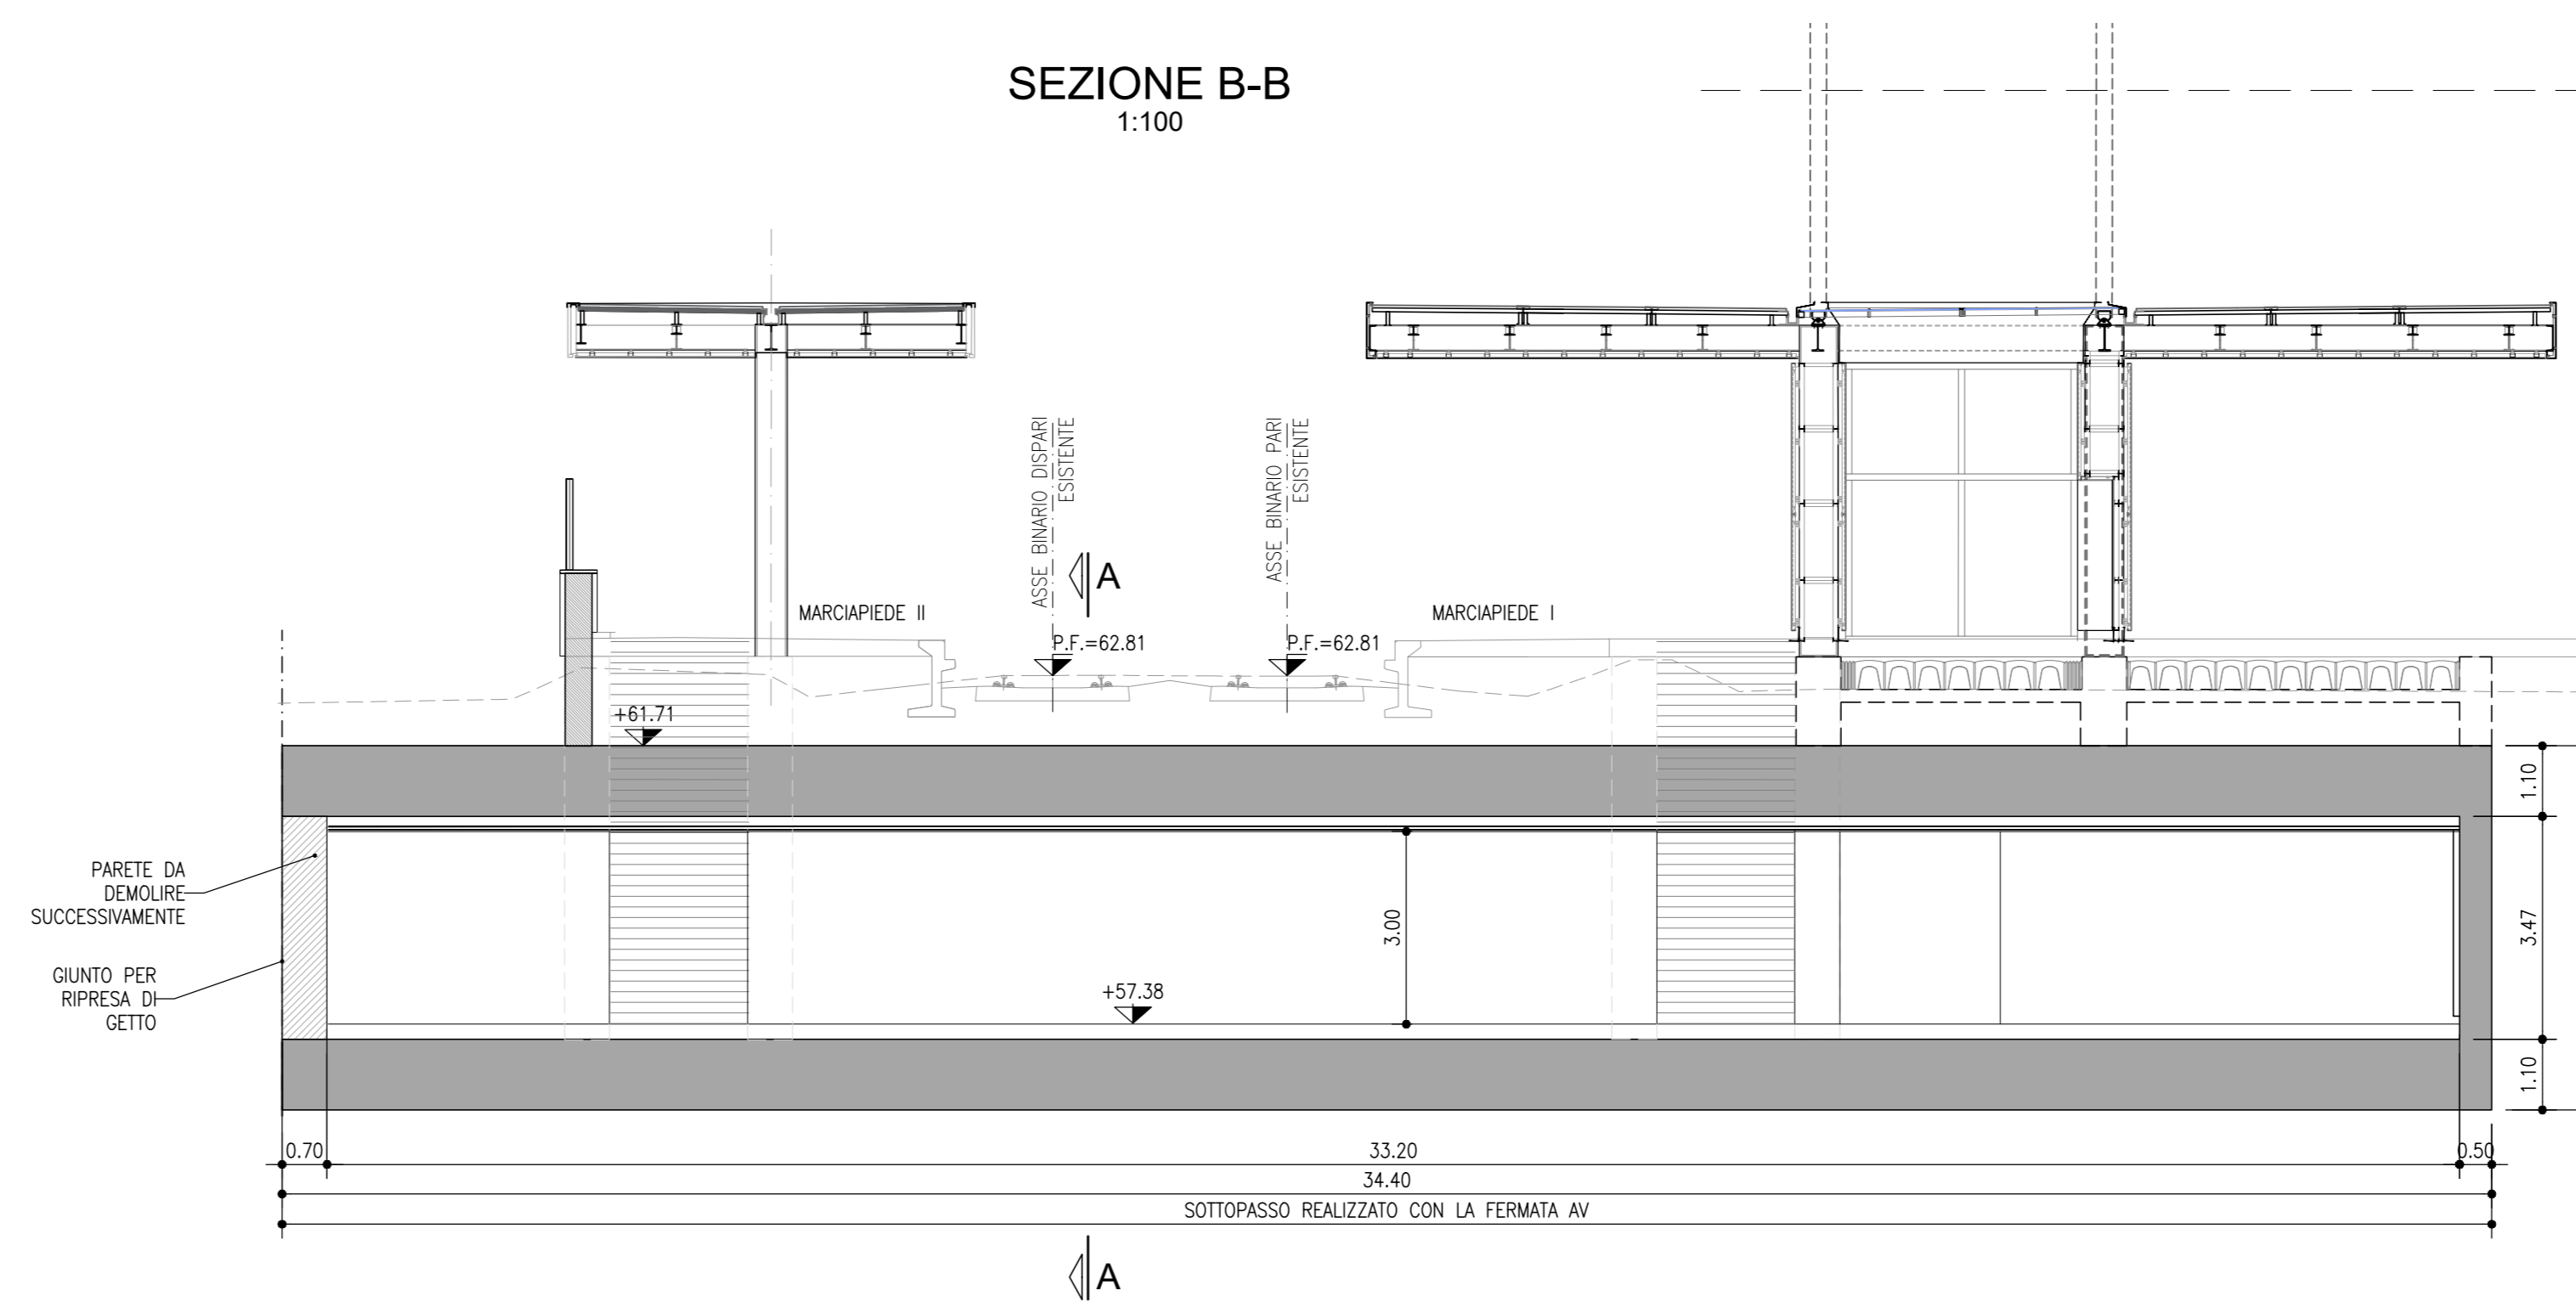 SEZIONE B-B
1:100
ASSE BINARIO DISPARI
ESISTENTE
ASSE BINARIO PARI
ESISTENTE
A
MARCIAPIEDE II
MARCIAPIEDE I
P.F.=62.81
P.F.=62.81
+61.71
1.10
PARETE DA
DEMOLIRE
SUCCESSIVAMENTE
3.00
3.47
GIUNTO PER
RIPRESA DI
GETTO
+57.38
1.10
0.70
33.20
0.50
34.40
SOTTOPASSO REALIZZATO CON LA FERMATA AV
A